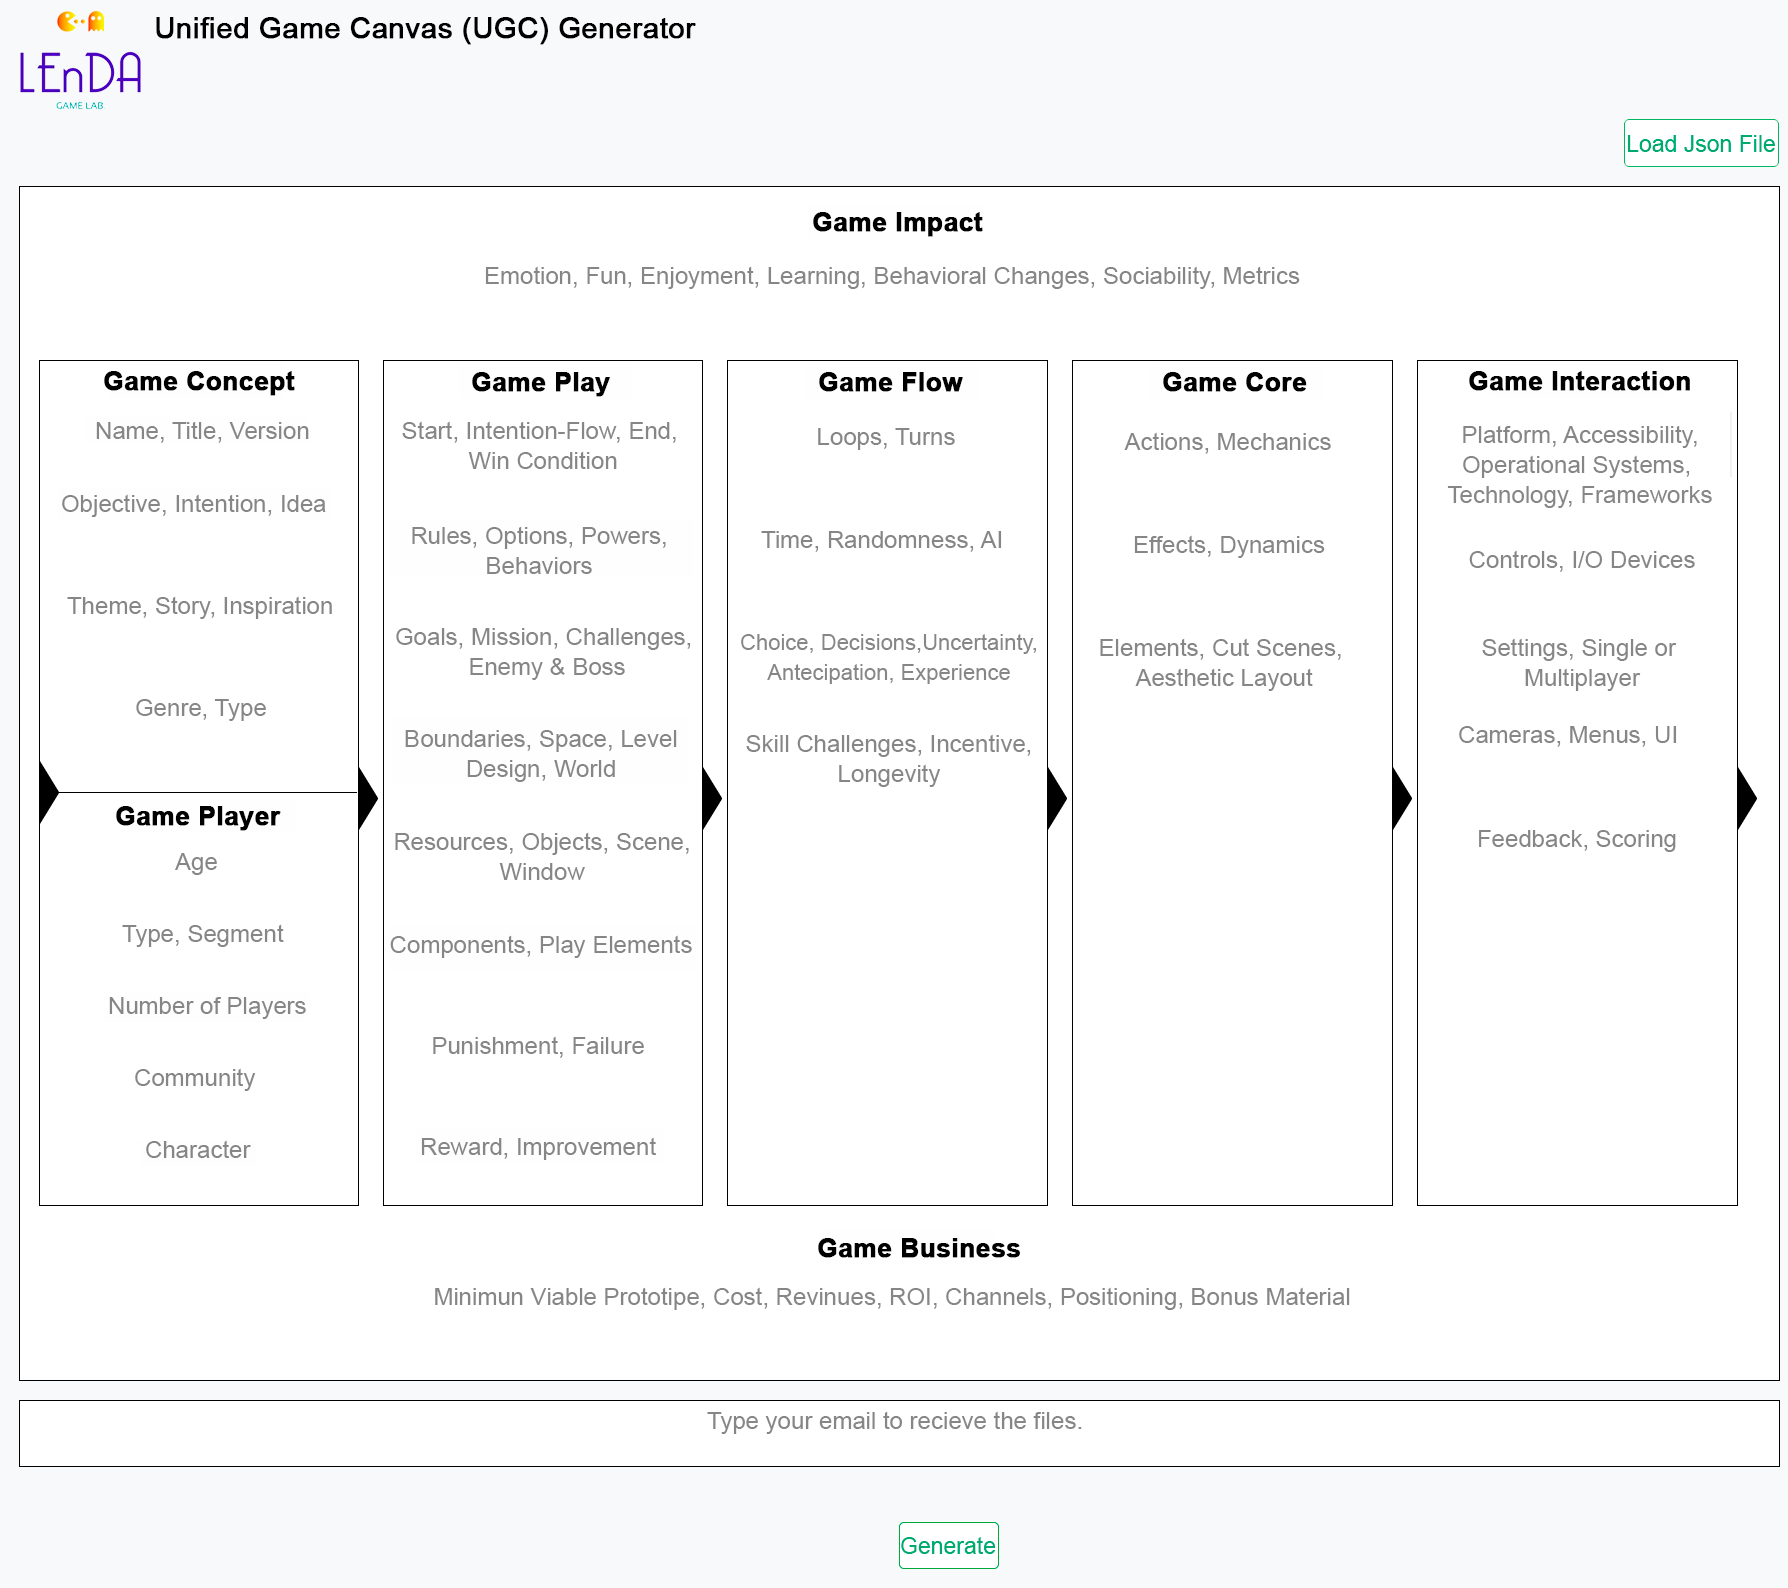 Unified Game Canvas (UGC) Generator
LEnDA
GAME LAB
Load Json File
Game Impact
Emotion, Fun, Enjoyment, Learning, Behavioral Changes, Sociability, Metrics
Game Concept
Name, Title, Version
Objective, Intention, Idea
Theme, Story, Inspiration
Genre, Type
Game Player
Age
Type, Segment
Number of Players
Community
Character
Game Play
Start, Intention-Flow, End,
Win Condition
Rules, Options, Powers,
Behaviors
Goals, Mission, Challenges,
Enemy & Boss
Boundaries, Space, Level
Design, World
Resources, Objects, Scene,
Window
Components, Play Elements
Punishment, Failure
Reward, Improvement
Game Flow
Loops, Turns
Time, Randomness, AI
Choice, Decisions,Uncertainty,
Antecipation, Experience
Skill Challenges, Incentive,
Longevity
Game Core
Actions, Mechanics
Effects, Dynamics
Elements, Cut Scenes,
Aesthetic Layout
Game Interaction
Platform, Accessibility,
Operational Systems,
Technology, Frameworks
Controls, I/O Devices
Settings, Single or
Multiplayer
Cameras, Menus, UI
Feedback, Scoring
Game Business
Minimun Viable Prototipe, Cost, Revinues, ROI, Channels, Positioning, Bonus Material
Type your email to recieve the files.
Generate